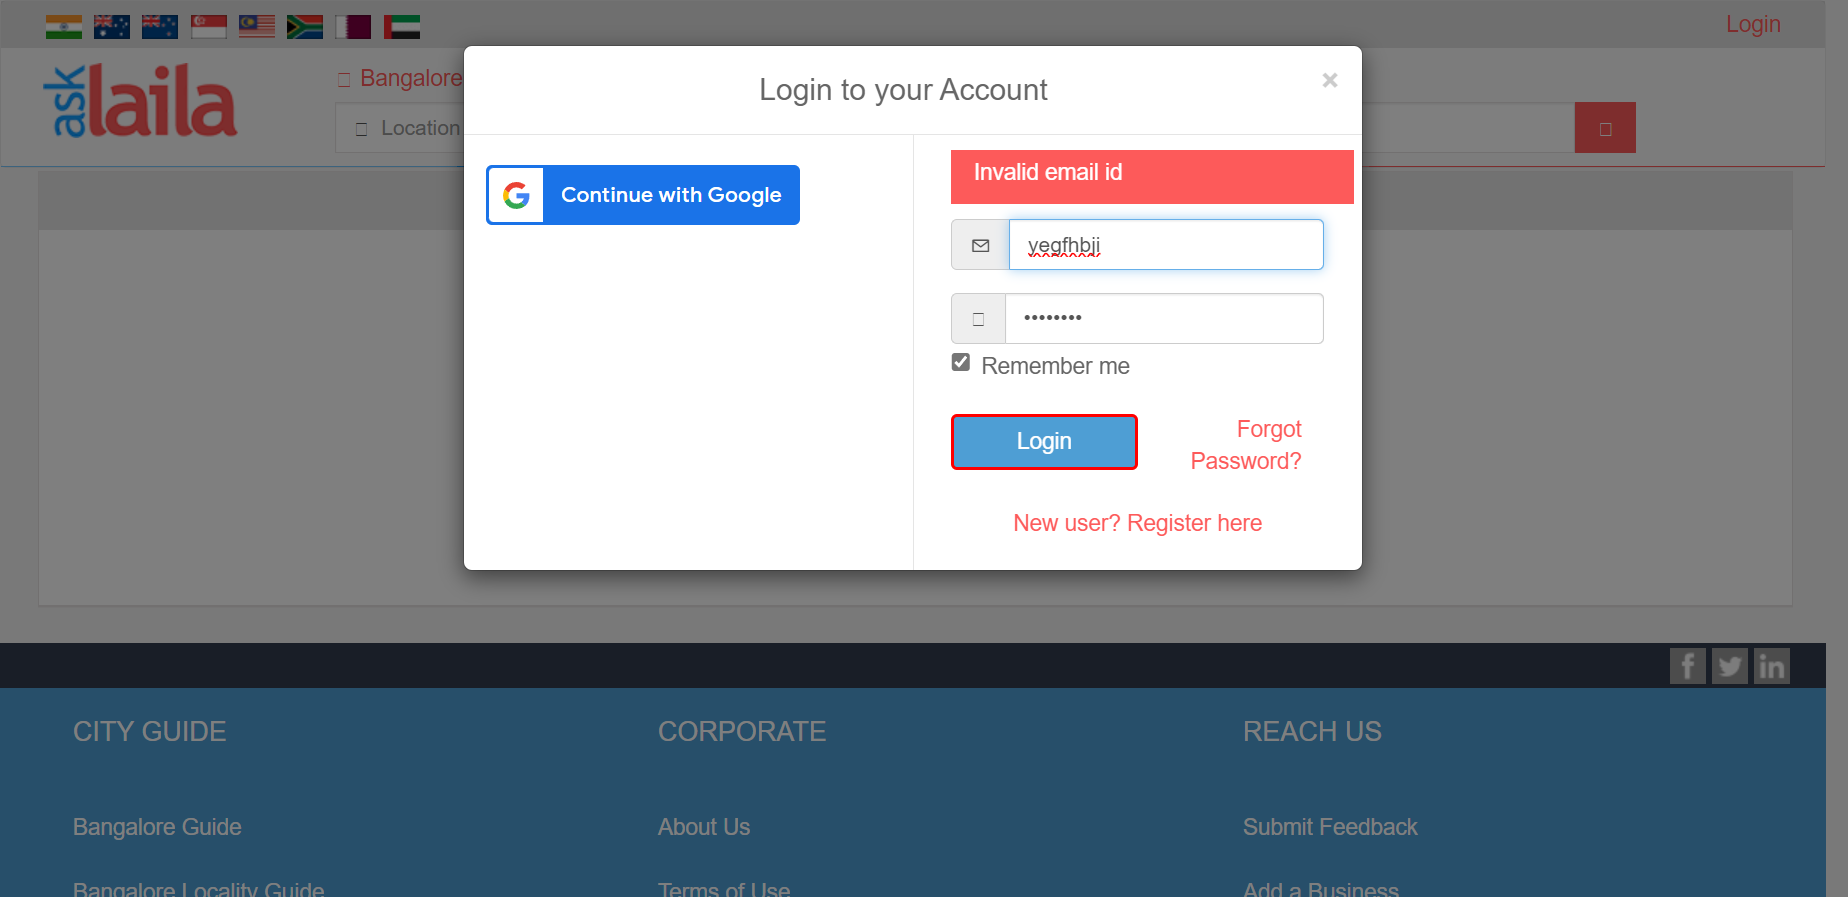 Login
ask laila
Bangalore
Location
Login to your Account
×
Continue with Google
Invalid email id
yegfhbjj
••••••••
Remember me
Login
Forgot
Password?
New user? Register here
CITY GUIDE
CORPORATE
REACH US
Bangalore Guide
About Us
Submit Feedback
Bangalore Locality Guide
Terms of Use
Add a Business